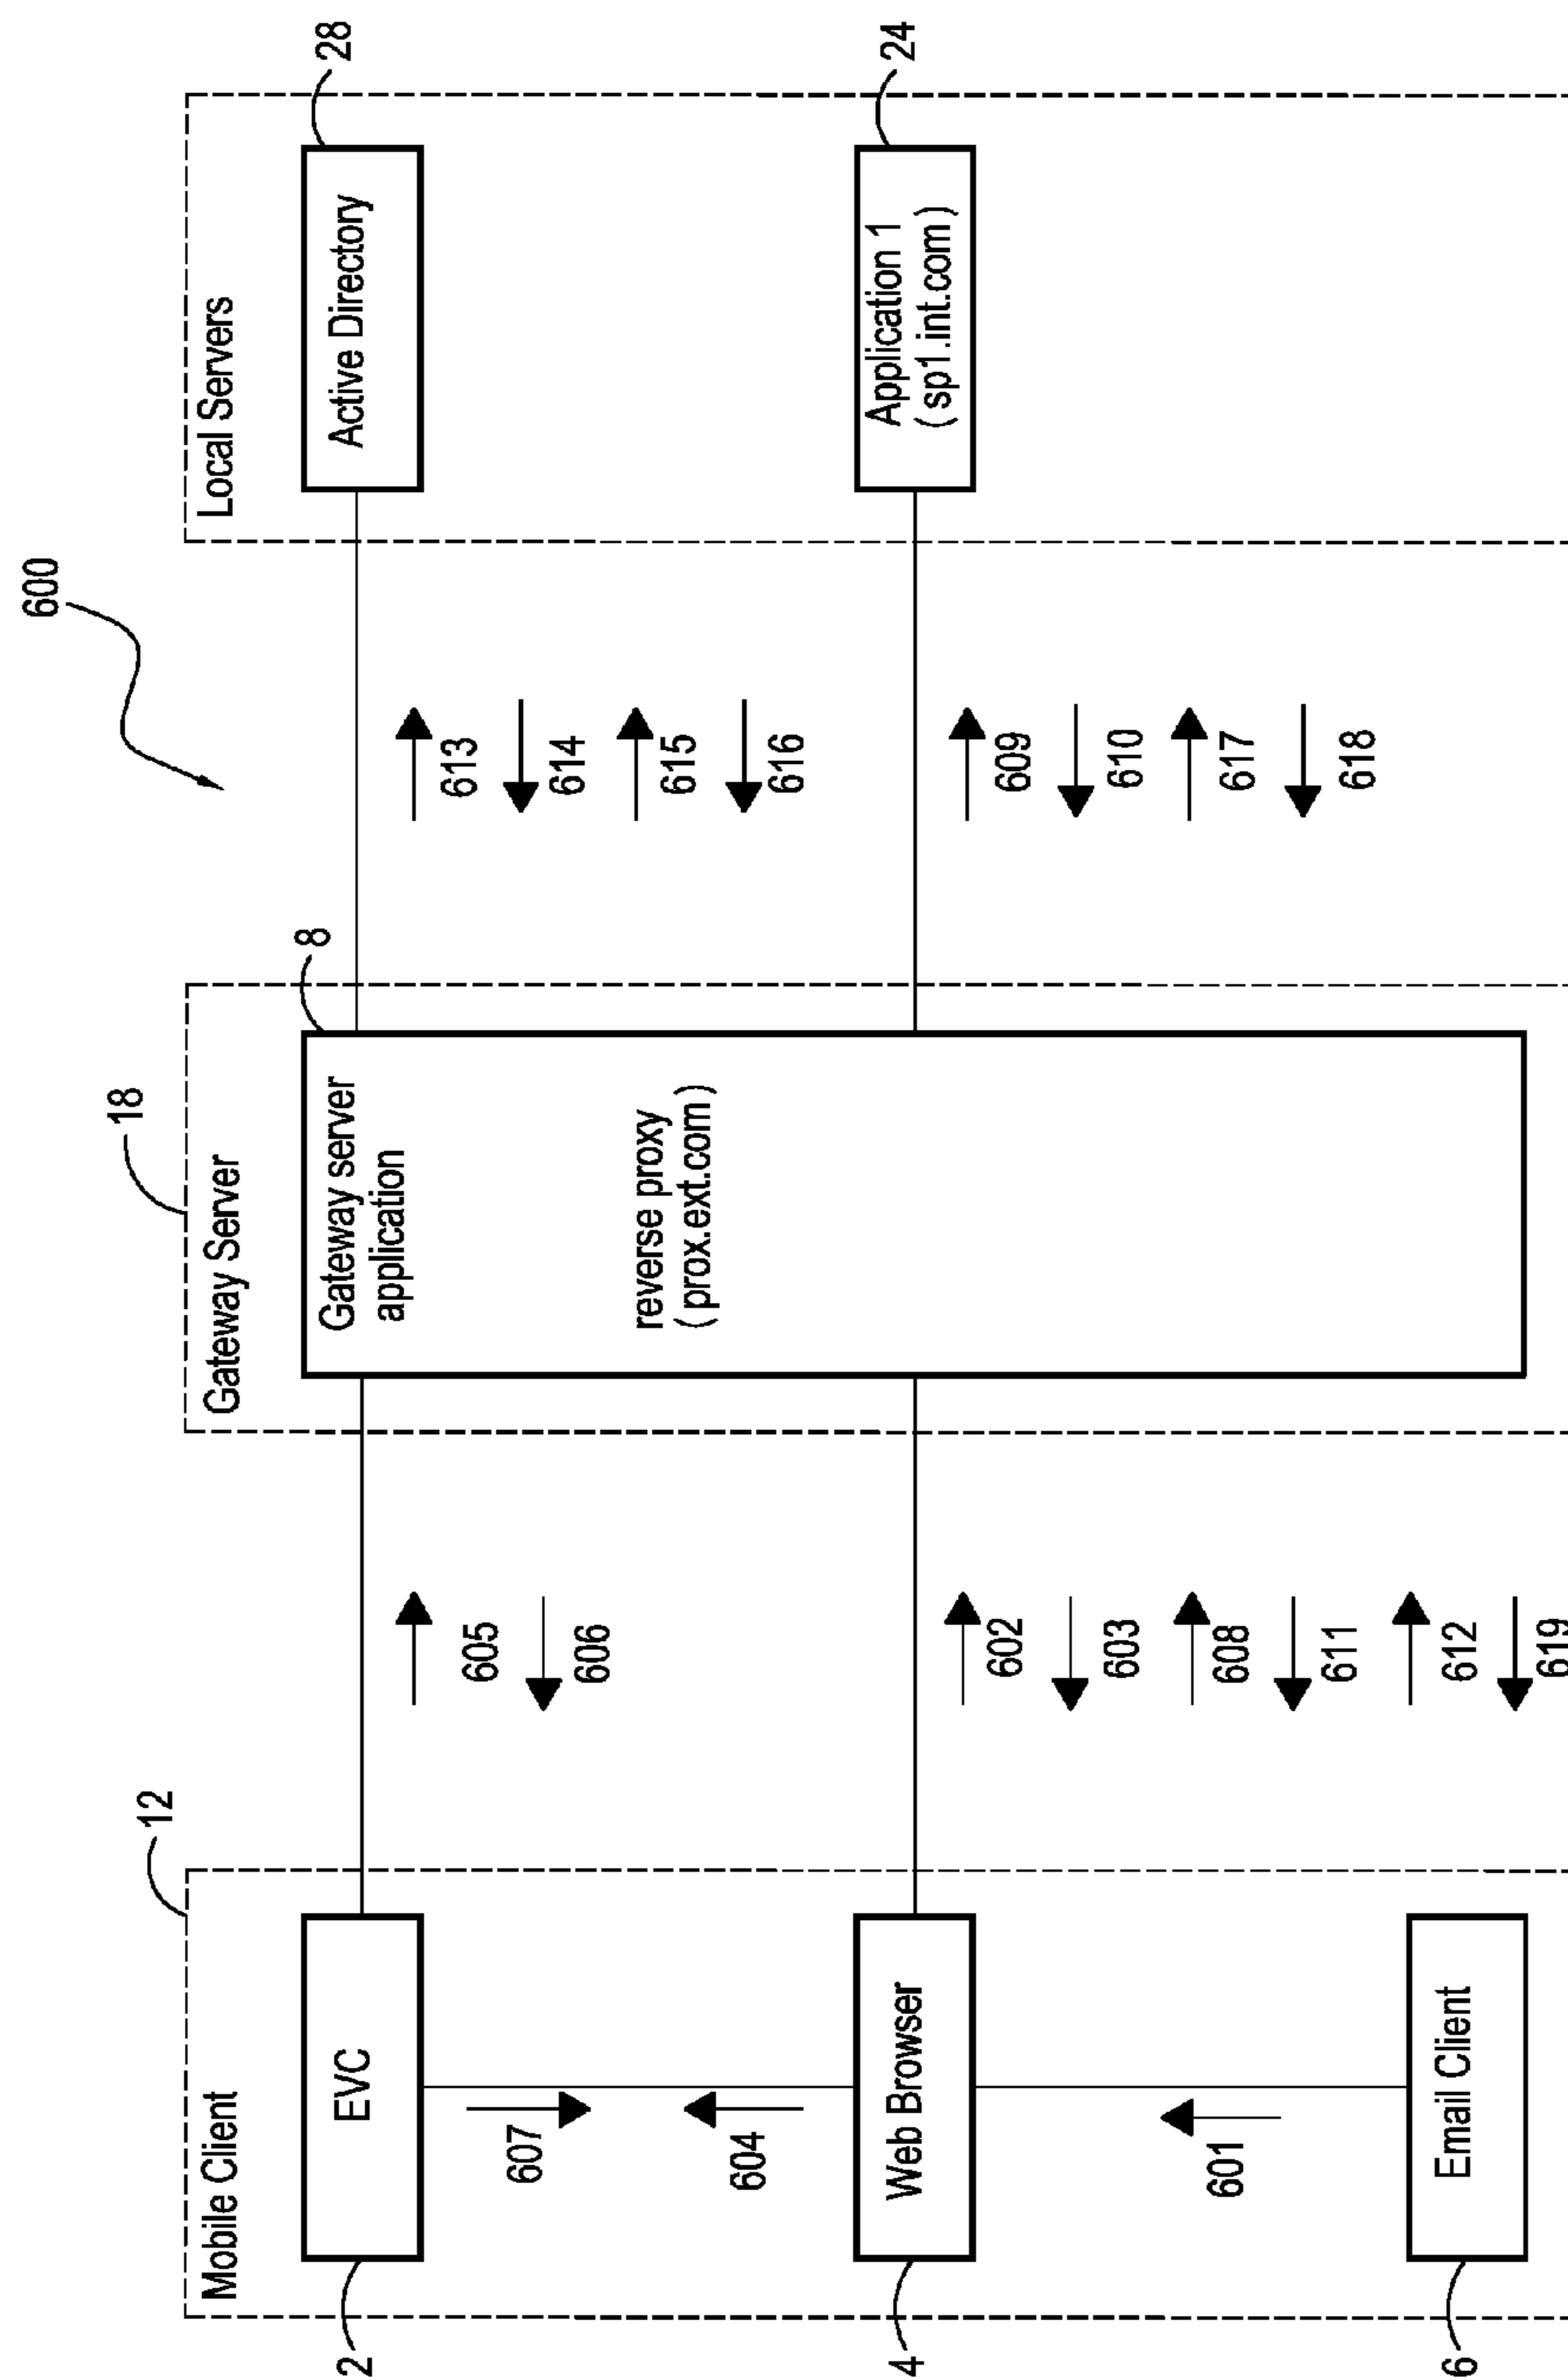 600
12
18
Mobile Client
Gateway Server
Local Servers
2
EVC
8
Gateway server
application
28
Active Directory
605
606
613
614
615
616
607
604
reverse proxy
( prox.ext.com )
4
Web Browser
24
Application 1
( sp1.int.com )
602
603
608
611
612
619
609
610
617
618
601
6
Email Client